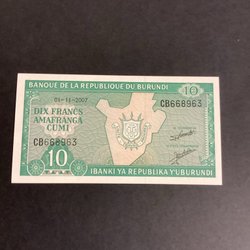 BANQUE DE LA REPUBLIQUE DU BURUNDI
01-11-2007
10
DIX FRANCS
AMAFRANGA
CUMI
CB668963
CB668963
10
IBANKI YA REPUBLIKA Y'UBURUNDI